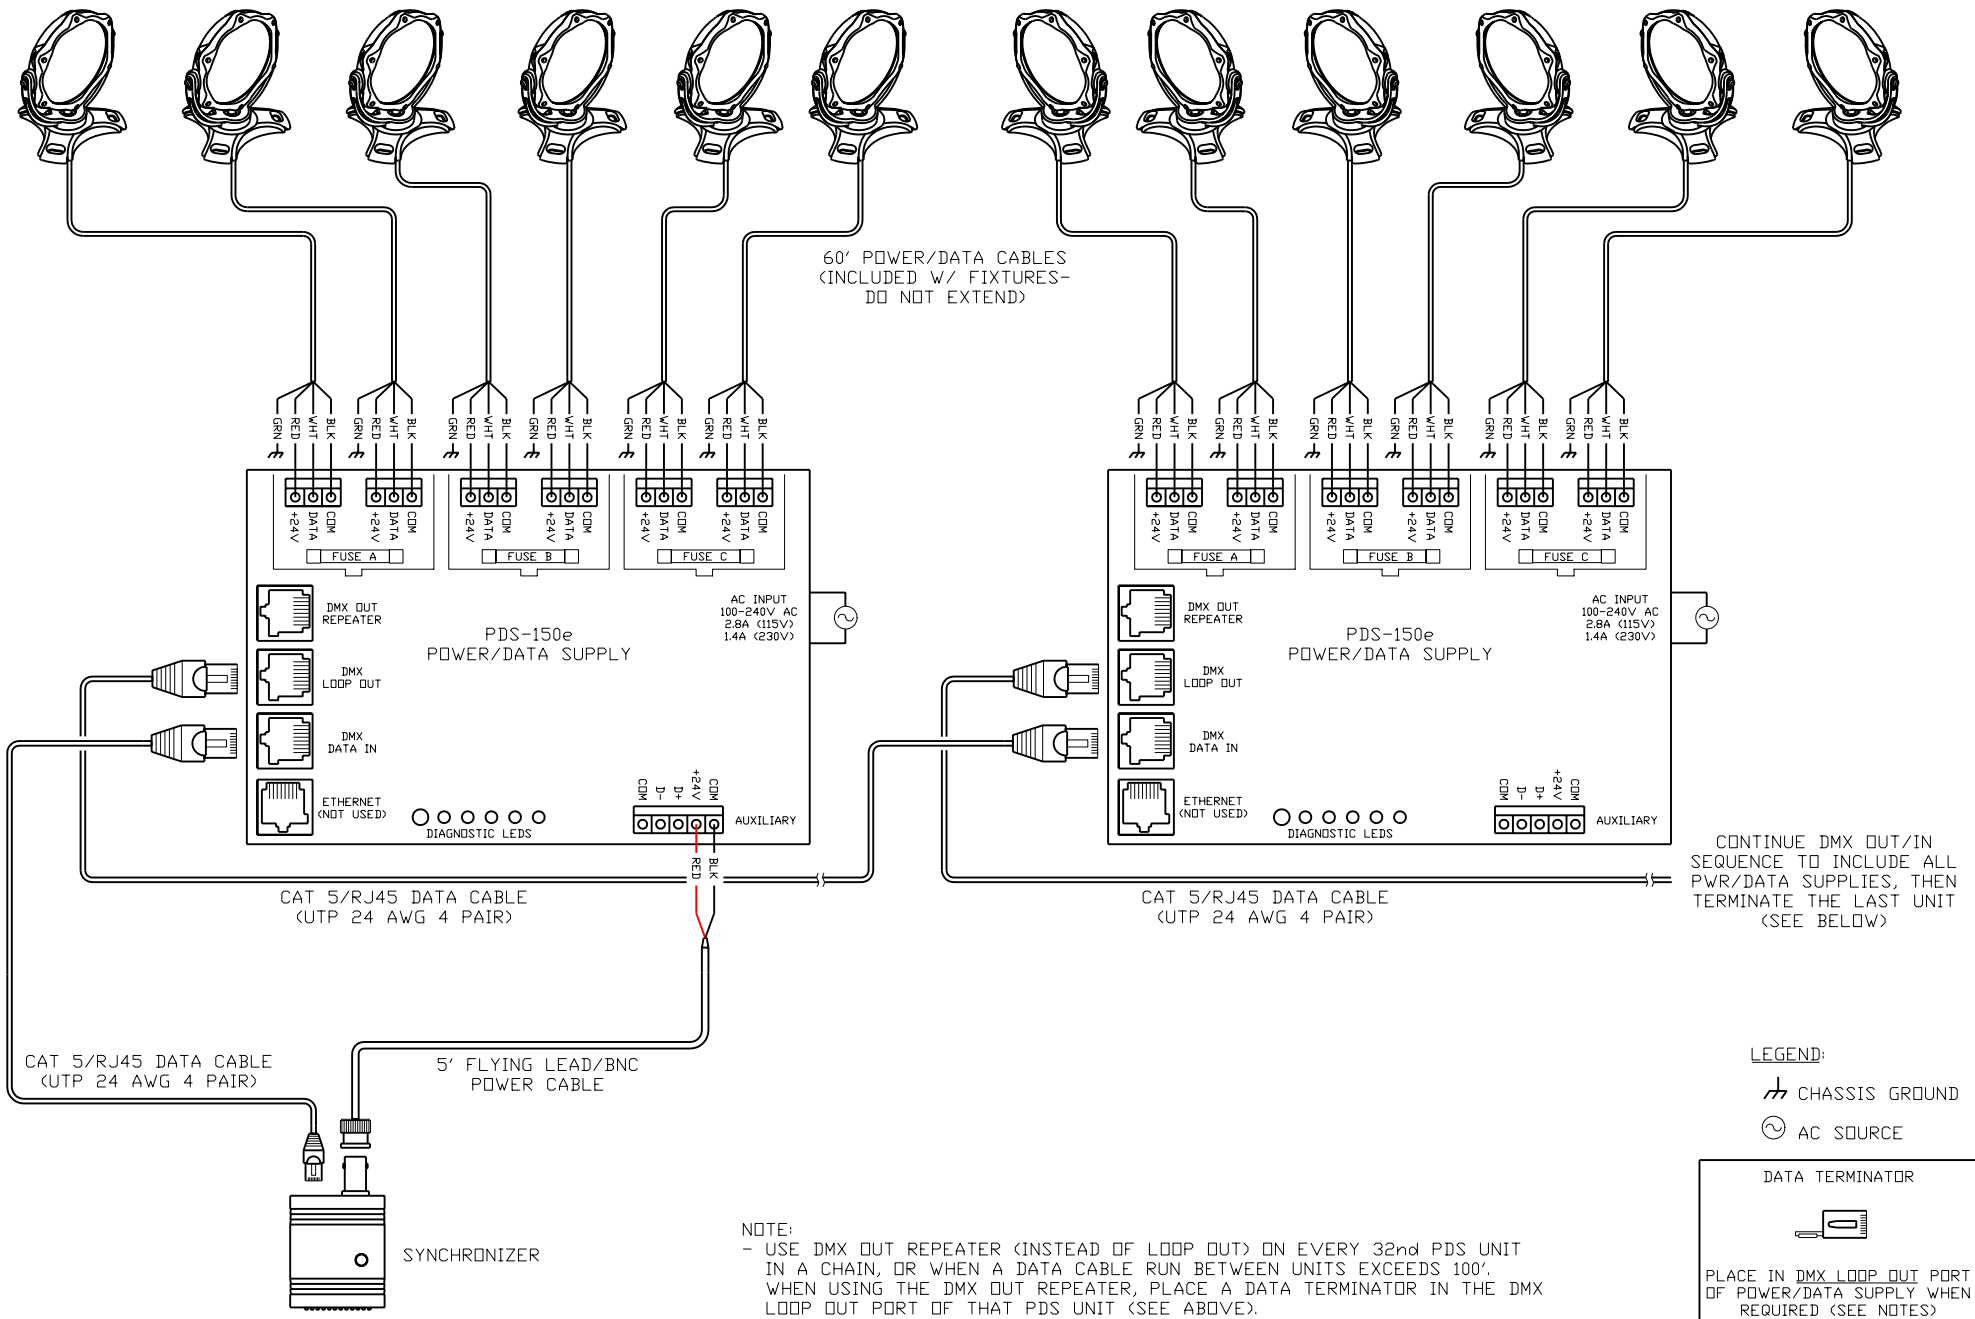 60' POWER/DATA CABLES
(INCLUDED W/ FIXTURES-
DO NOT EXTEND)
GRN RED WHT BLK GRN RED WHT BLK GRN RED WHT BLK GRN RED WHT BLK GRN RED WHT BLK GRN RED WHT BLK
+24V DATA COM +24V DATA COM +24V DATA COM +24V DATA COM +24V DATA COM +24V DATA COM
FUSE A FUSE B FUSE C
DMX OUT
REPEATER
PDS-150e
POWER/DATA SUPPLY
AC INPUT
100-240V AC
2.8A (115V)
1.4A (230V)
DMX
LOOP OUT
DMX
DATA IN
ETHERNET
(NOT USED)
DIAGNOSTIC LEDS
COM D- D+ +24V COM
AUXILIARY
RED BLK
GRN RED WHT BLK GRN RED WHT BLK GRN RED WHT BLK GRN RED WHT BLK GRN RED WHT BLK GRN RED WHT BLK
+24V DATA COM +24V DATA COM +24V DATA COM +24V DATA COM +24V DATA COM +24V DATA COM
FUSE A FUSE B FUSE C
DMX OUT
REPEATER
PDS-150e
POWER/DATA SUPPLY
AC INPUT
100-240V AC
2.8A (115V)
1.4A (230V)
DMX
LOOP OUT
DMX
DATA IN
ETHERNET
(NOT USED)
DIAGNOSTIC LEDS
COM D- D+ +24V COM
AUXILIARY
CAT 5/RJ45 DATA CABLE
(UTP 24 AWG 4 PAIR)
CAT 5/RJ45 DATA CABLE
(UTP 24 AWG 4 PAIR)
CONTINUE DMX OUT/IN
SEQUENCE TO INCLUDE ALL
PWR/DATA SUPPLIES, THEN
TERMINATE THE LAST UNIT
(SEE BELOW)
CAT 5/RJ45 DATA CABLE
(UTP 24 AWG 4 PAIR)
5' FLYING LEAD/BNC
POWER CABLE
SYNCHRONIZER
LEGEND:
CHASSIS GROUND
AC SOURCE
NOTE:
- USE DMX OUT REPEATER (INSTEAD OF LOOP OUT) ON EVERY 32nd PDS UNIT
IN A CHAIN, OR WHEN A DATA CABLE RUN BETWEEN UNITS EXCEEDS 100'.
WHEN USING THE DMX OUT REPEATER, PLACE A DATA TERMINATOR IN THE DMX
LOOP OUT PORT OF THAT PDS UNIT (SEE ABOVE).
DATA TERMINATOR
PLACE IN DMX LOOP OUT PORT
OF POWER/DATA SUPPLY WHEN
REQUIRED (SEE NOTES)